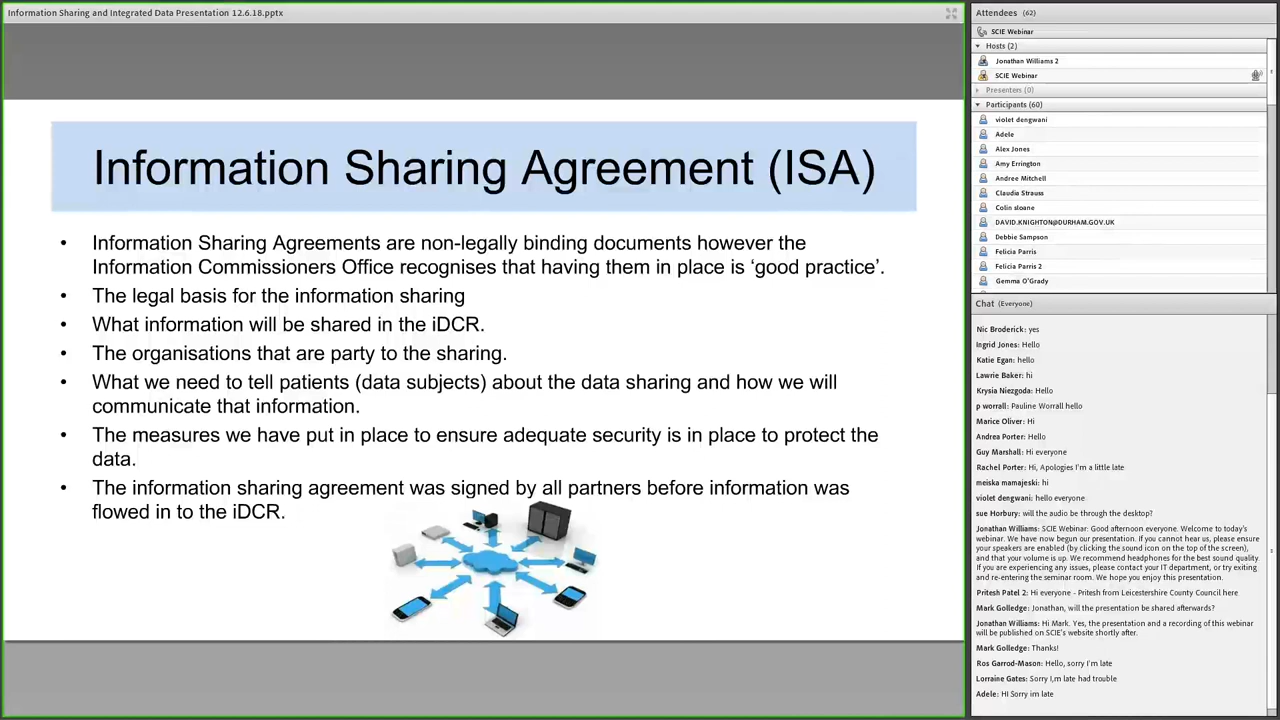 Information Sharing and Integrated Data Presentation 12.6.18.pptx
Information Sharing Agreement (ISA)
• Information Sharing Agreements are non-legally binding documents however the
Information Commissioners Office recognises that having them in place is ‘good practice’.
• The legal basis for the information sharing
• What information will be shared in the iDCR.
• The organisations that are party to the sharing.
• What we need to tell patients (data subjects) about the data sharing and how we will
communicate that information.
• The measures we have put in place to ensure adequate security is in place to protect the
data.
• The information sharing agreement was signed by all partners before information was
flowed in to the iDCR.
Attendees (62)
SCIE Webinar
Hosts (2)
Jonathan Williams 2
SCIE Webinar
Presenters (0)
Participants (60)
violet dengwani
Adele
Alex Jones
Amy Errington
Andree Mitchell
Claudia Strauss
Colin sloane
DAVID.KNIGHTON@DURHAM.GOV.UK
Debbie Sampson
Felicia Parris
Felicia Parris 2
Gemma O'Grady
Chat (Everyone)
Nic Broderick: yes
Ingrid Jones: Hello
Katie Egan: hello
Lawrie Baker: hi
Krysia Niezgoda: Hello
p worrall: Pauline Worrall hello
Marice Oliver: Hi
Andrea Porter: Hello
Guy Marshall: Hi everyone
Rachel Porter: Hi, Apologies I'm a little late
meiska mamajeski: hi
violet dengwani: hello everyone
sue Horbury: will the audio be through the desktop?
Jonathan Williams: SCIE Webinar: Good afternoon everyone. Welcome to today's
webinar. We have now begun our presentation. If you cannot hear us, please ensure
your speakers are enabled (by clicking the sound icon on the top of the screen),
and that your volume is up. We recommend headphones for the best sound quality.
If you are experiencing any issues, please contact your IT department, or try exiting
and re-entering the seminar room. We hope you enjoy this presentation.
Pritesh Patel 2: Hi everyone - Pritesh from Leicestershire County Council here
Mark Golledge: Jonathan, will the presentation be shared afterwards?
Jonathan Williams: Hi Mark. Yes, the presentation and a recording of this webinar
will be published on SCIE's website shortly after.
Mark Golledge: Thanks!
Ros Garrod-Mason: Hello, sorry I'm late
Lorraine Gates: Sorry I,m late had trouble
Adele: HI Sorry im late